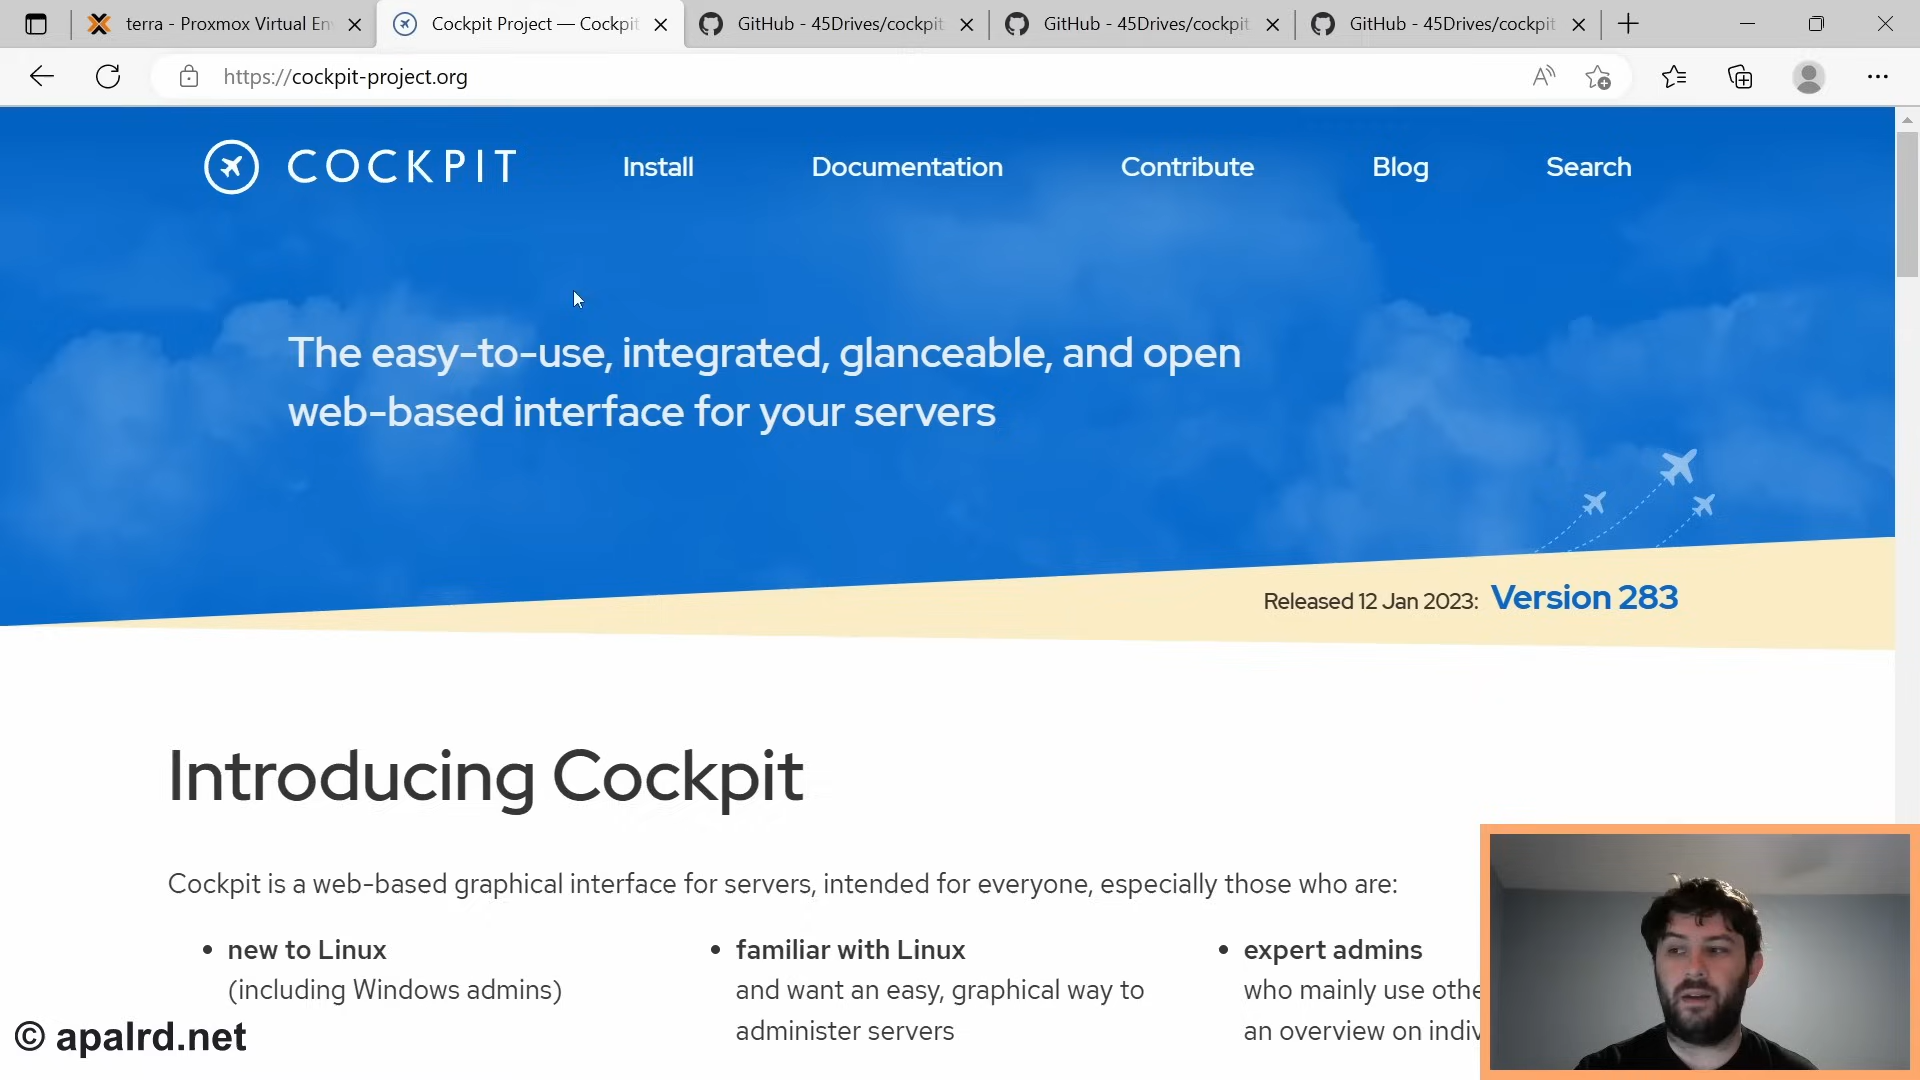 terra - Proxmox Virtual En
Cockpit Project — Cockpit
GitHub - 45Drives/cockpit
GitHub - 45Drives/cockpit
GitHub - 45Drives/cockpit
https://cockpit-project.org
COCKPIT
Install
Documentation
Contribute
Blog
Search
The easy-to-use, integrated, glanceable, and open
web-based interface for your servers
Released 12 Jan 2023: Version 283
Introducing Cockpit
Cockpit is a web-based graphical interface for servers, intended for everyone, especially those who are:
• new to Linux
(including Windows admins)
• familiar with Linux
and want an easy, graphical way to
administer servers
• expert admins
who mainly use othe
an overview on indiv
© apalrd.net